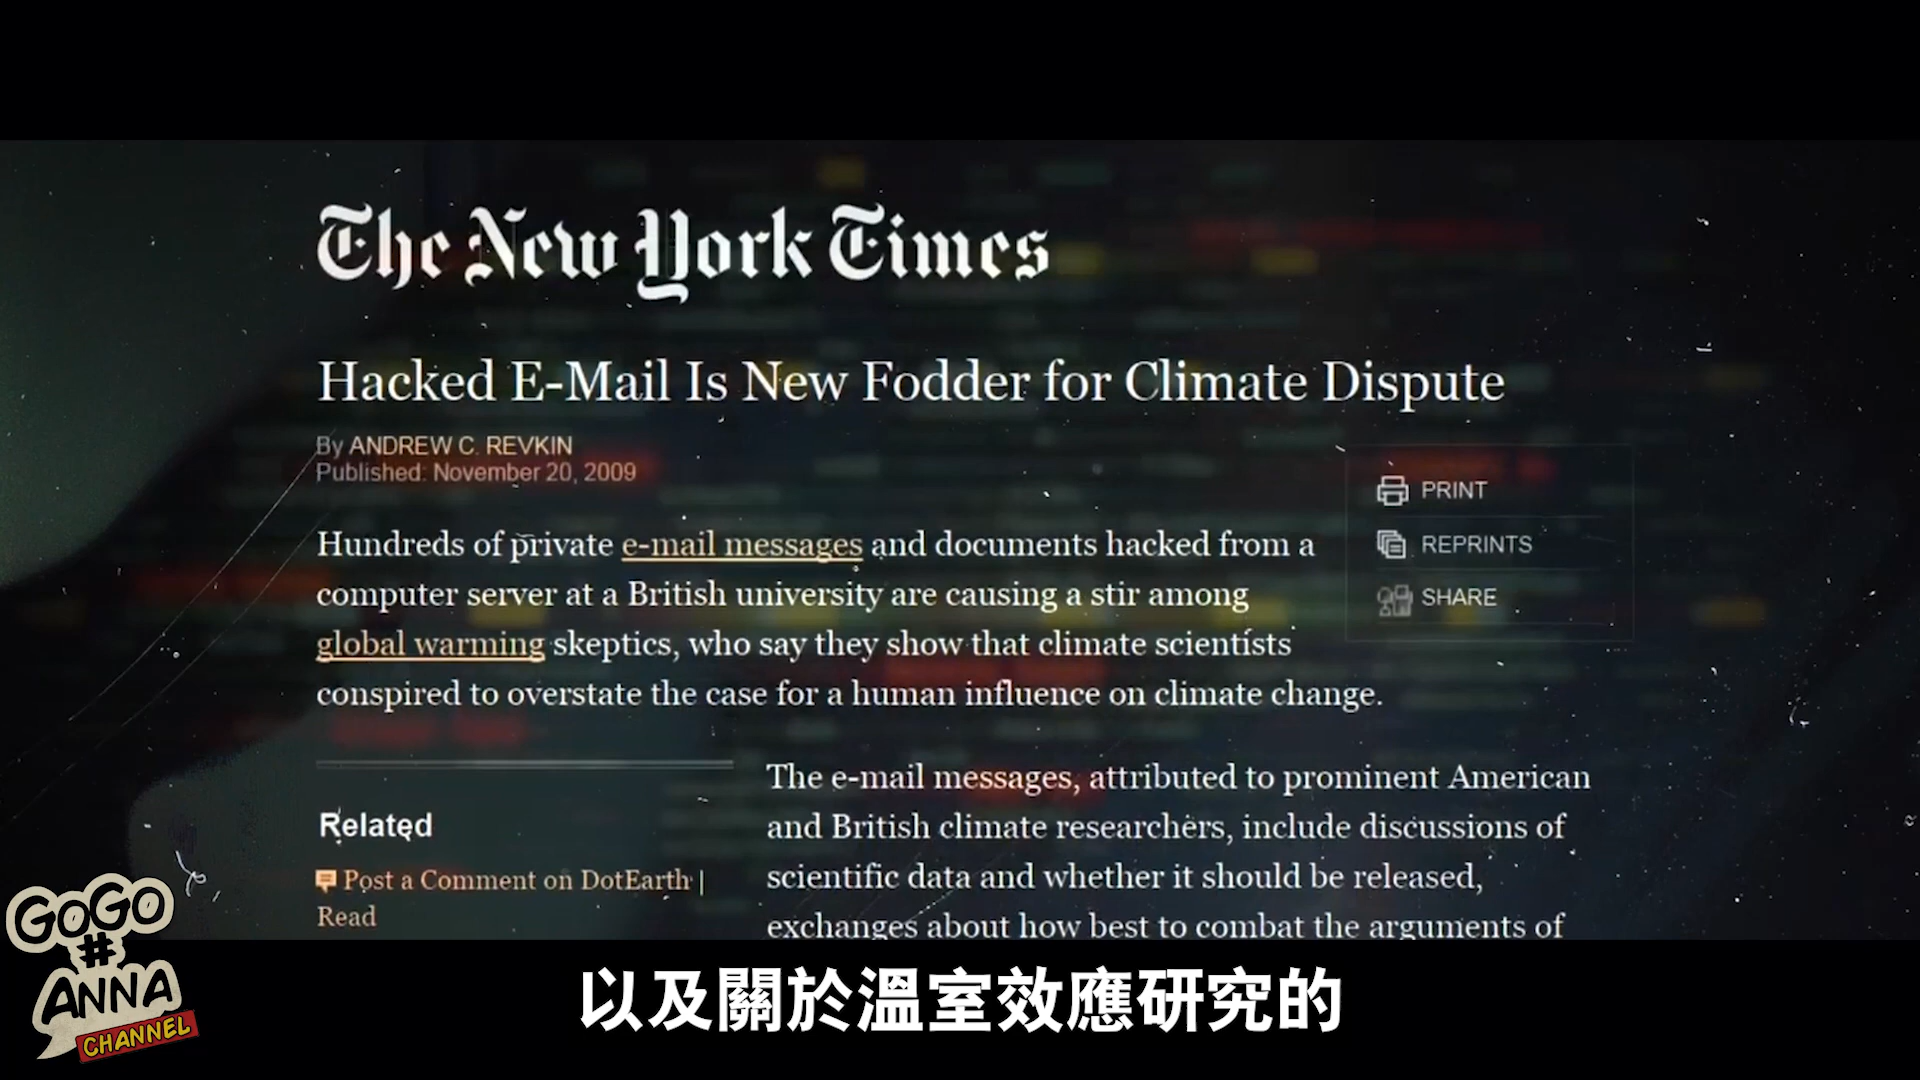 The New York Times
Hacked E-Mail Is New Fodder for Climate Dispute
By ANDREW C. REVKIN
Published: November 20, 2009
PRINT
REPRINTS
SHARE
Hundreds of private e-mail messages and documents hacked from a
computer server at a British university are causing a stir among
global warming skeptics, who say they show that climate scientists
conspired to overstate the case for a human influence on climate change.
Related
Post a Comment on DotEarth |
Read
The e-mail messages, attributed to prominent American
and British climate researchers, include discussions of
scientific data and whether it should be released,
exchanges about how best to combat the arguments of
GOGO
#
ANNA
CHANNEL
以及關於溫室效應研究的